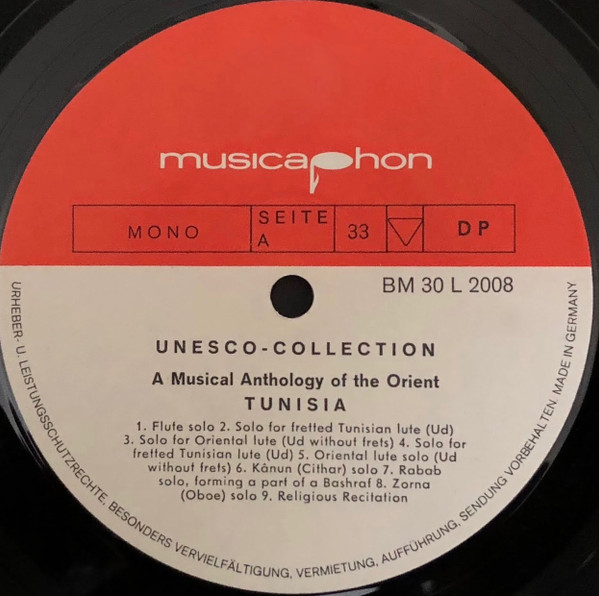 musicaphon
MONO
SEITE
A
33
DP
BM 30 L 2008
UNESCO-COLLECTION
A Musical Anthology of the Orient
TUNISIA
1. Flute solo 2. Solo for fretted Tunisian lute (Ud)
3. Solo for Oriental lute (Ud without frets) 4. Solo for
fretted Tunisian lute (Ud) 5. Oriental lute solo (Ud
without frets) 6. Kânun (Cithar) solo 7. Rabab
solo, forming a part of a Bashraf 8. Zorna
(Oboe) solo 9. Religious Recitation
URHEBER- U. LEISTUNGSSCHUTZRECHTE, BESONDERS VERVIELFÄLTIGUNG, VERMIETUNG, AUFFÜHRUNG, SENDUNG VORBEHALTEN. MADE IN GERMANY